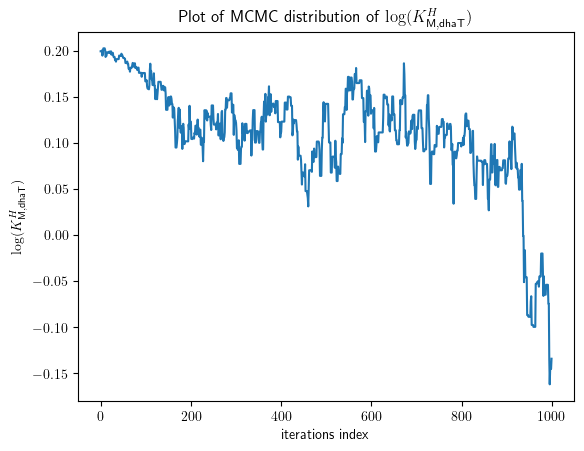 Plot of MCMC distribution of log(K^H_{M,dhaT})
log(K^H_{M,dhaT})
0.20
0.15
0.10
0.05
0.00
−0.05
−0.10
−0.15
0 200 400 600 800 1000
iterations index